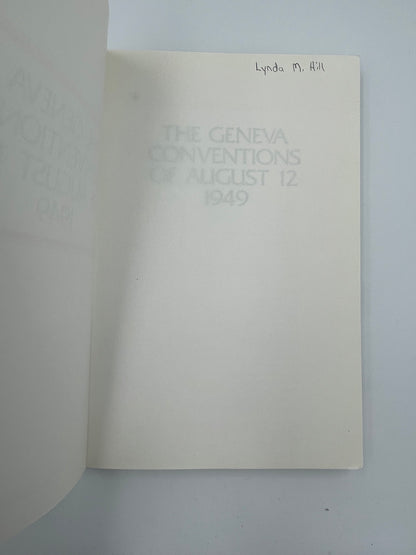 Lynda M. Hill
THE GENEVA
CONVENTIONS
OF AUGUST 12
1949